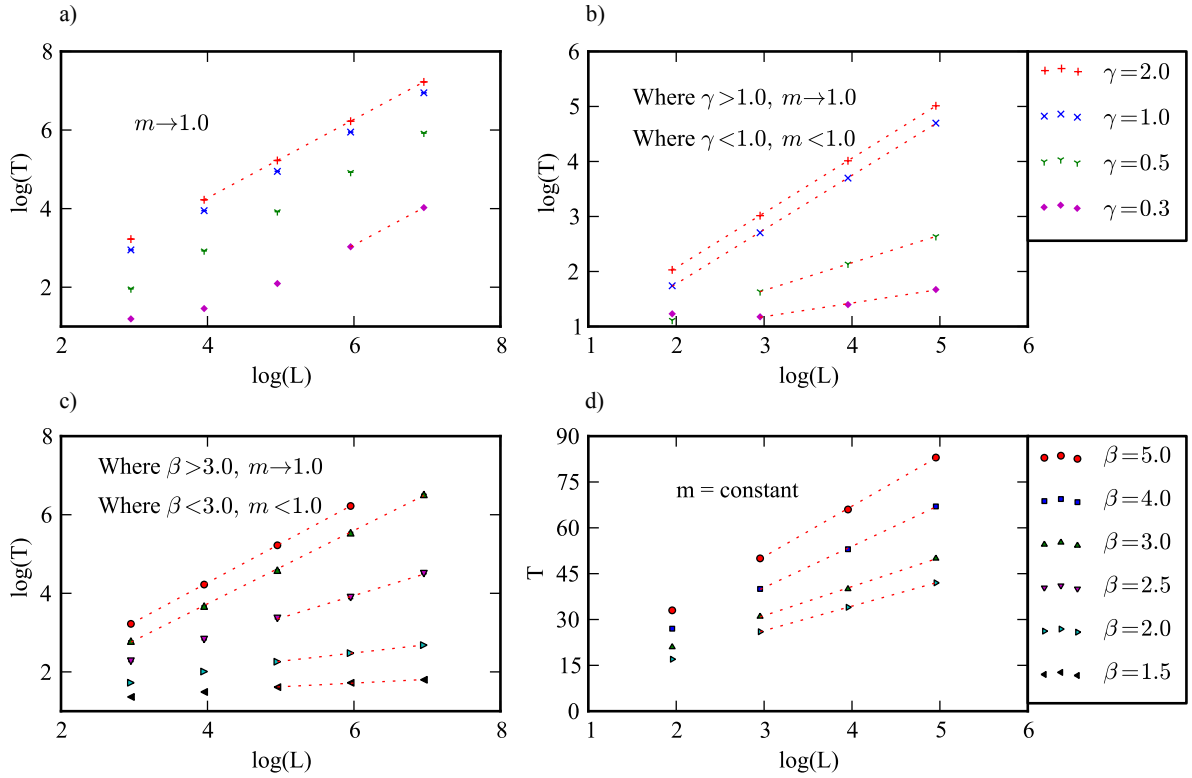 a)
8
6
4
2
2
4
6
8
log(T)
log(L)
m→1.0
b)
6
5
4
3
2
1
1
2
3
4
5
6
log(T)
log(L)
Where γ>1.0, m→1.0
Where γ<1.0, m<1.0
γ=2.0
γ=1.0
γ=0.5
γ=0.3
c)
8
6
4
2
2
4
6
8
log(T)
log(L)
Where β>3.0, m→1.0
Where β<3.0, m<1.0
d)
90
75
60
45
30
15
0
1
2
3
4
5
6
T
log(L)
m = constant
β=5.0
β=4.0
β=3.0
β=2.5
β=2.0
β=1.5